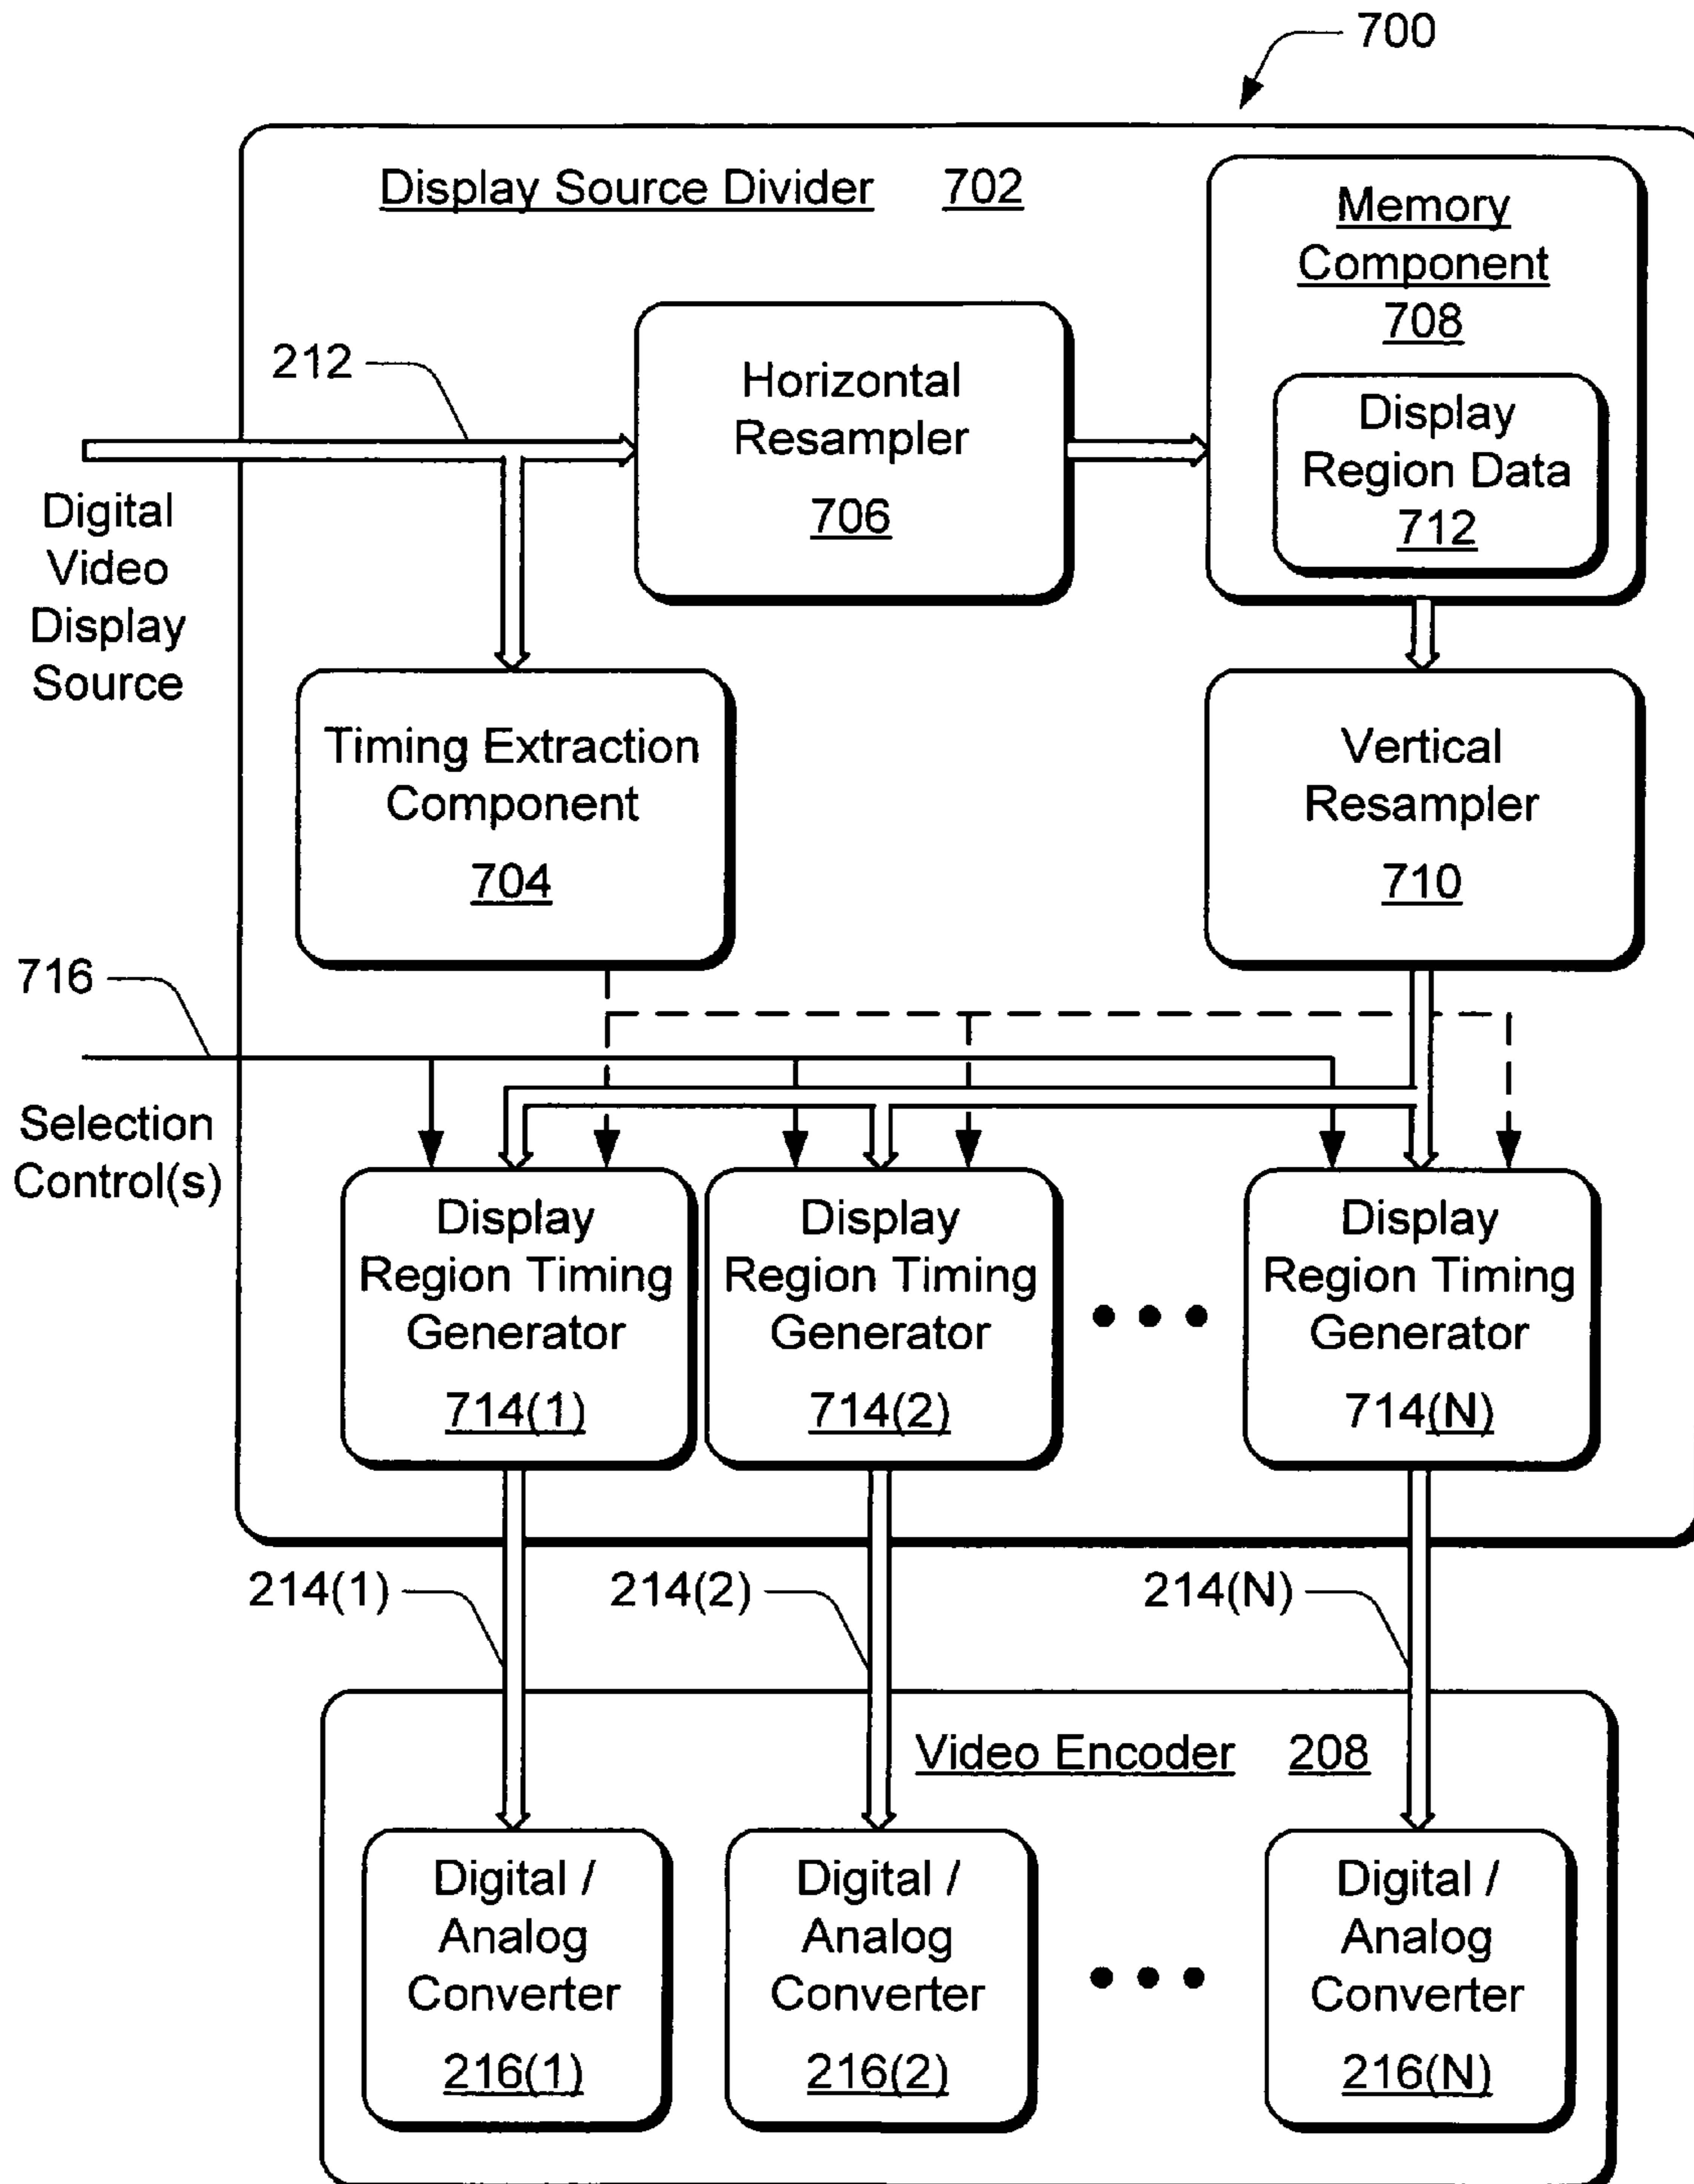 700
Display Source Divider 702
Memory
Component
708
Display
Region Data
712
212
Horizontal
Resampler
706
Digital
Video
Display
Source
Timing Extraction
Component
704
Vertical
Resampler
710
716
Selection
Control(s)
Display
Region Timing
Generator
714(1)
Display
Region Timing
Generator
714(2)
Display
Region Timing
Generator
714(N)
214(1)
214(2)
214(N)
Video Encoder 208
Digital /
Analog
Converter
216(1)
Digital /
Analog
Converter
216(2)
Digital /
Analog
Converter
216(N)